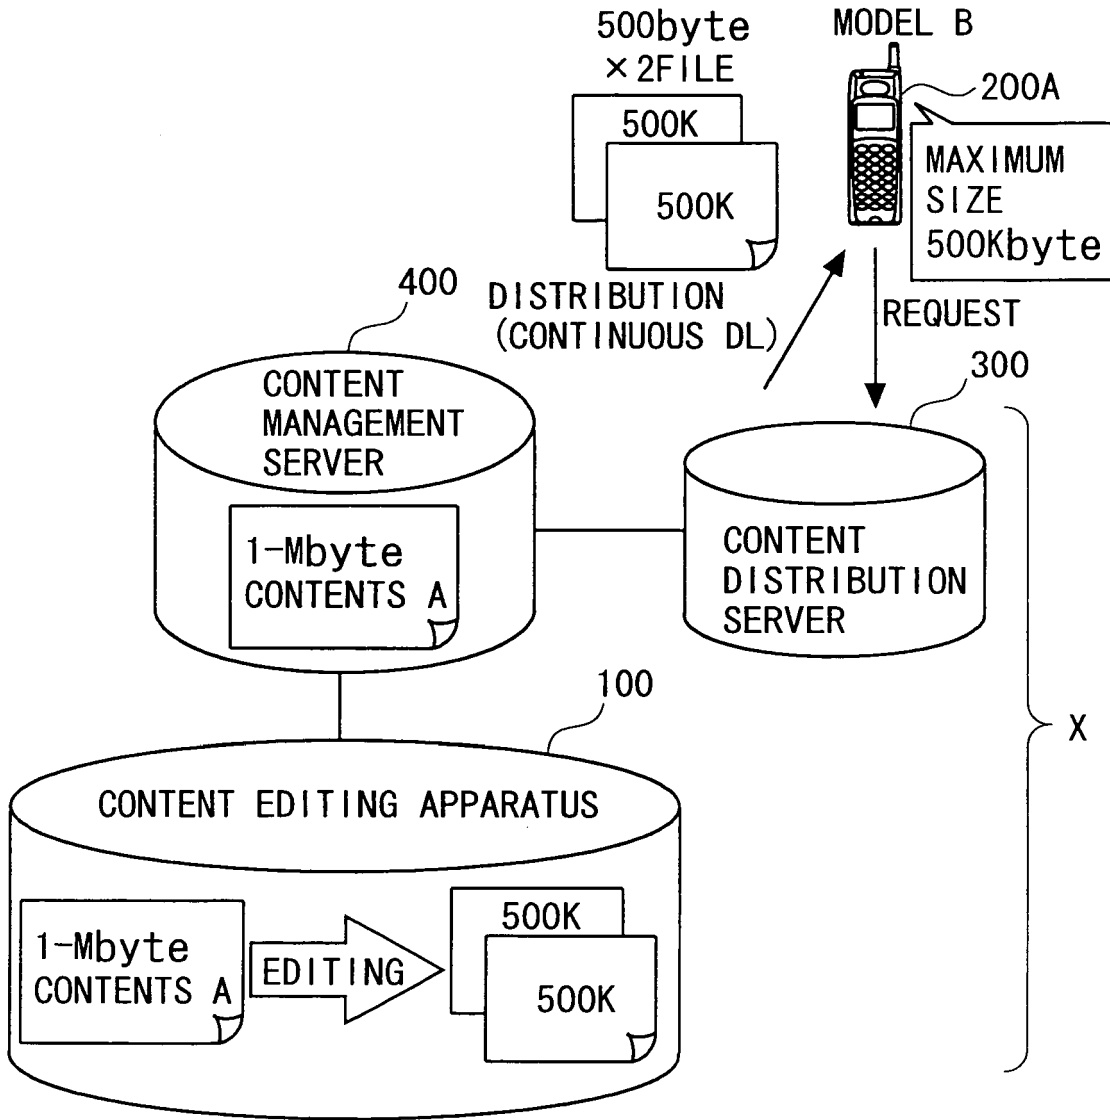 500byte
×2FILE
500K
500K
MODEL B
200A
MAXIMUM
SIZE
500Kbyte
DISTRIBUTION
(CONTINUOUS DL)
REQUEST
400
CONTENT
MANAGEMENT
SERVER
1-Mbyte
CONTENTS A
300
CONTENT
DISTRIBUTION
SERVER
X
100
CONTENT EDITING APPARATUS
1-Mbyte
CONTENTS A
EDITING
500K
500K